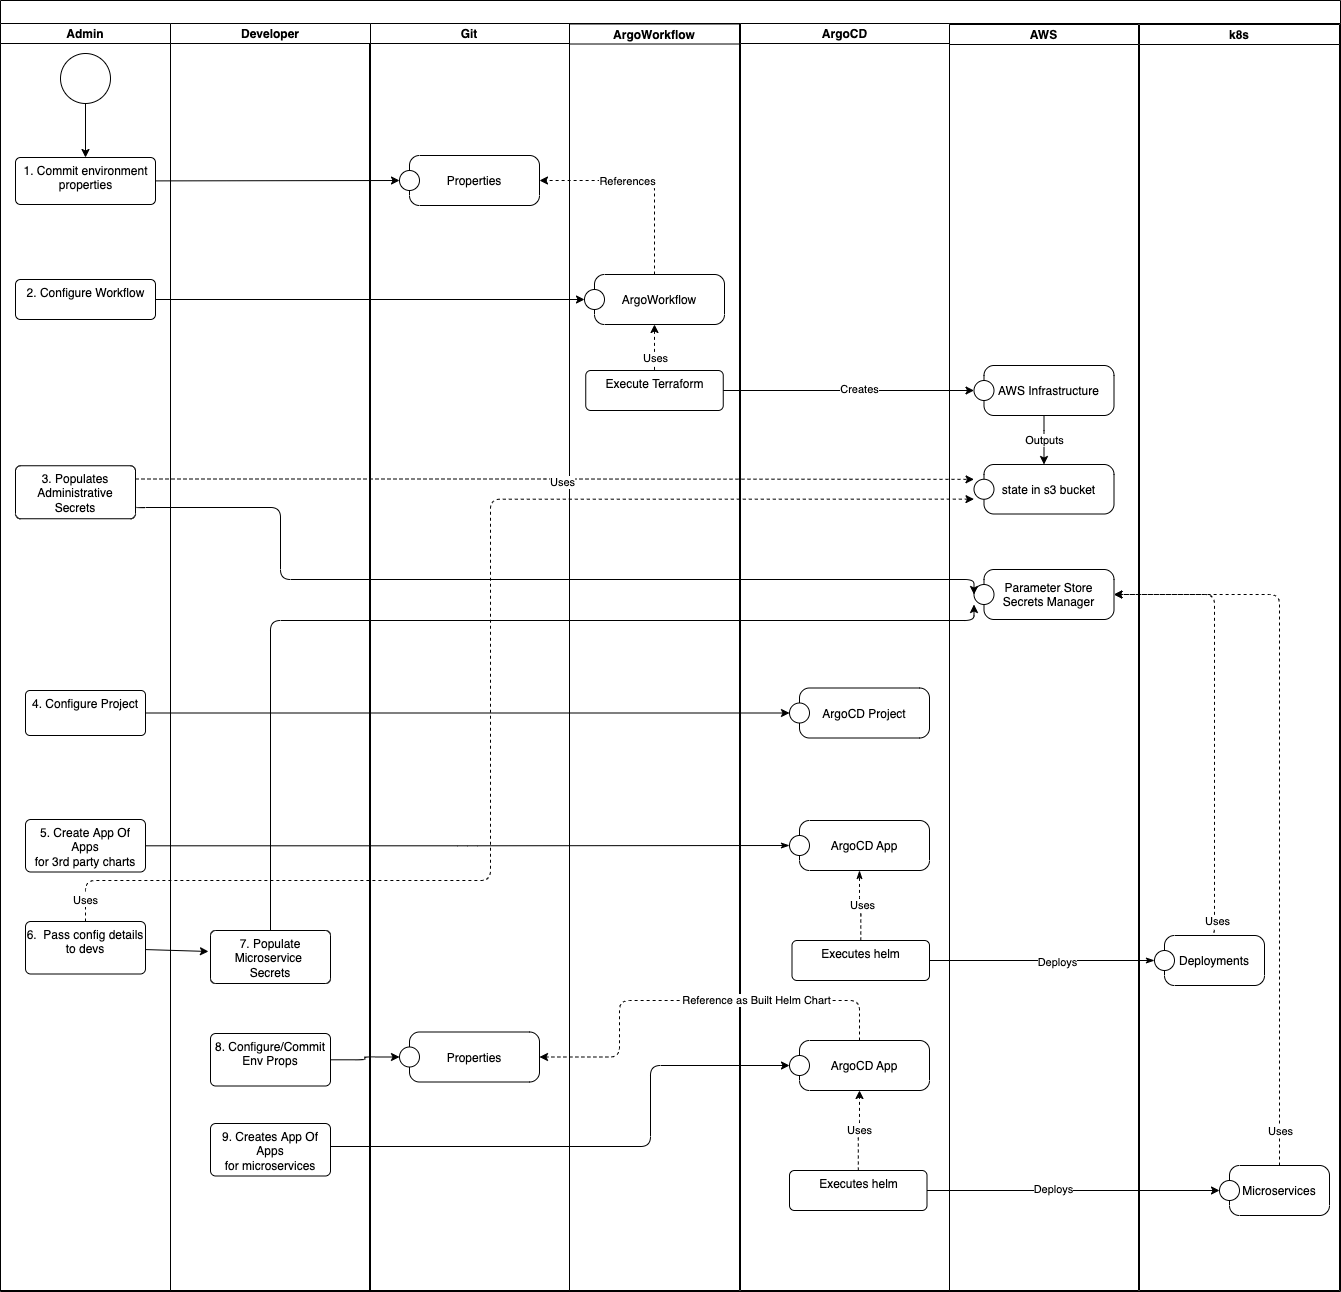 Admin
Developer
Git
ArgoWorkflow
ArgoCD
AWS
k8s
1. Commit environment
properties
Properties
References
2. Configure Workflow
ArgoWorkflow
Uses
Execute Terraform
Creates
AWS Infrastructure
Outputs
3. Populates
Administrative
Secrets
Uses
state in s3 bucket
Parameter Store
Secrets Manager
4. Configure Project
ArgoCD Project
5. Create App Of
Apps
for 3rd party charts
ArgoCD App
Uses
Uses
Uses
6. Pass config details
to devs
7. Populate
Microservice
Secrets
Executes helm
Deploys
Deployments
Reference as Built Helm Chart
8. Configure/Commit
Env Props
Properties
ArgoCD App
9. Creates App Of
Apps
for microservices
Uses
Uses
Executes helm
Deploys
Microservices